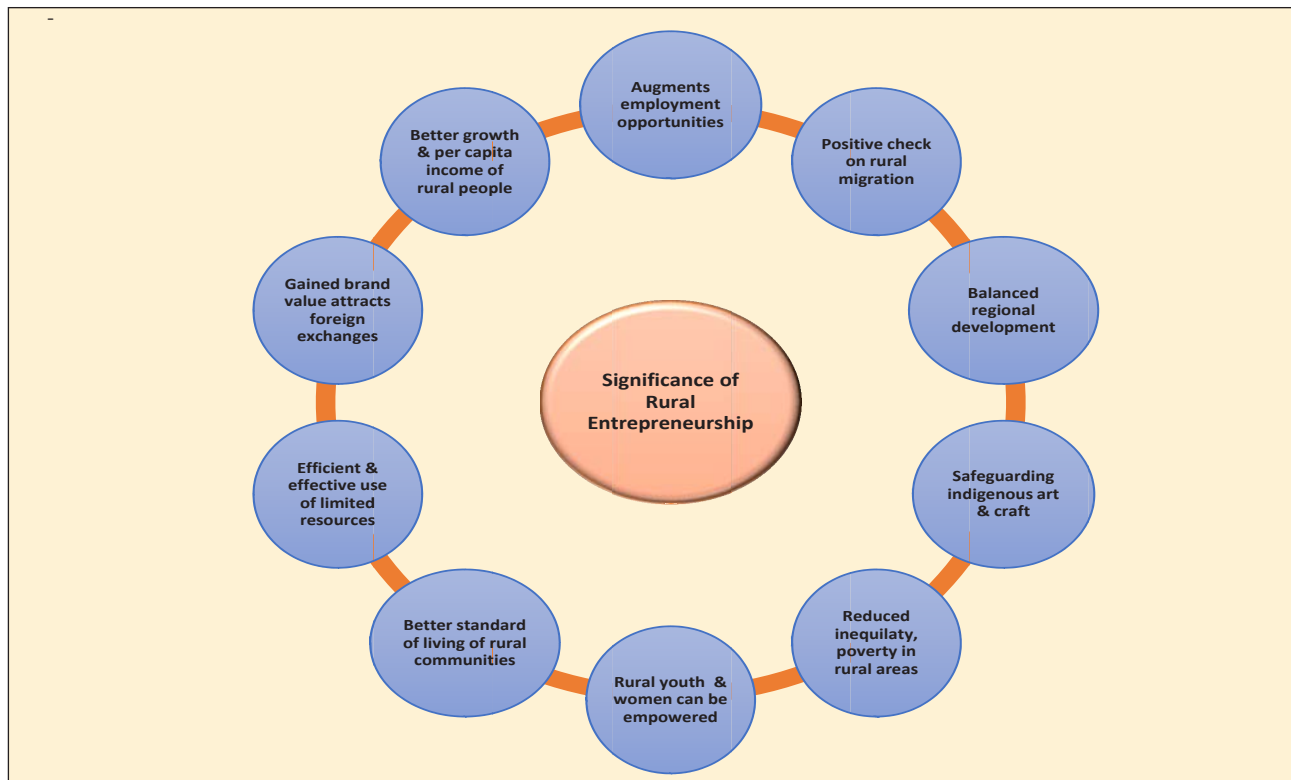 -
Augments
employment
opportunities
Positive check
on rural
migration
Balanced
regional
development
Safeguarding
indigenous art
& craft
Reduced
inequilaty,
poverty in
rural areas
Rural youth &
women can be
empowered
Better standard
of living of rural
communities
Efficient &
effective use
of limited
resources
Gained brand
value attracts
foreign
exchanges
Better growth
& per capita
income of
rural people
Significance of
Rural
Entrepreneurship